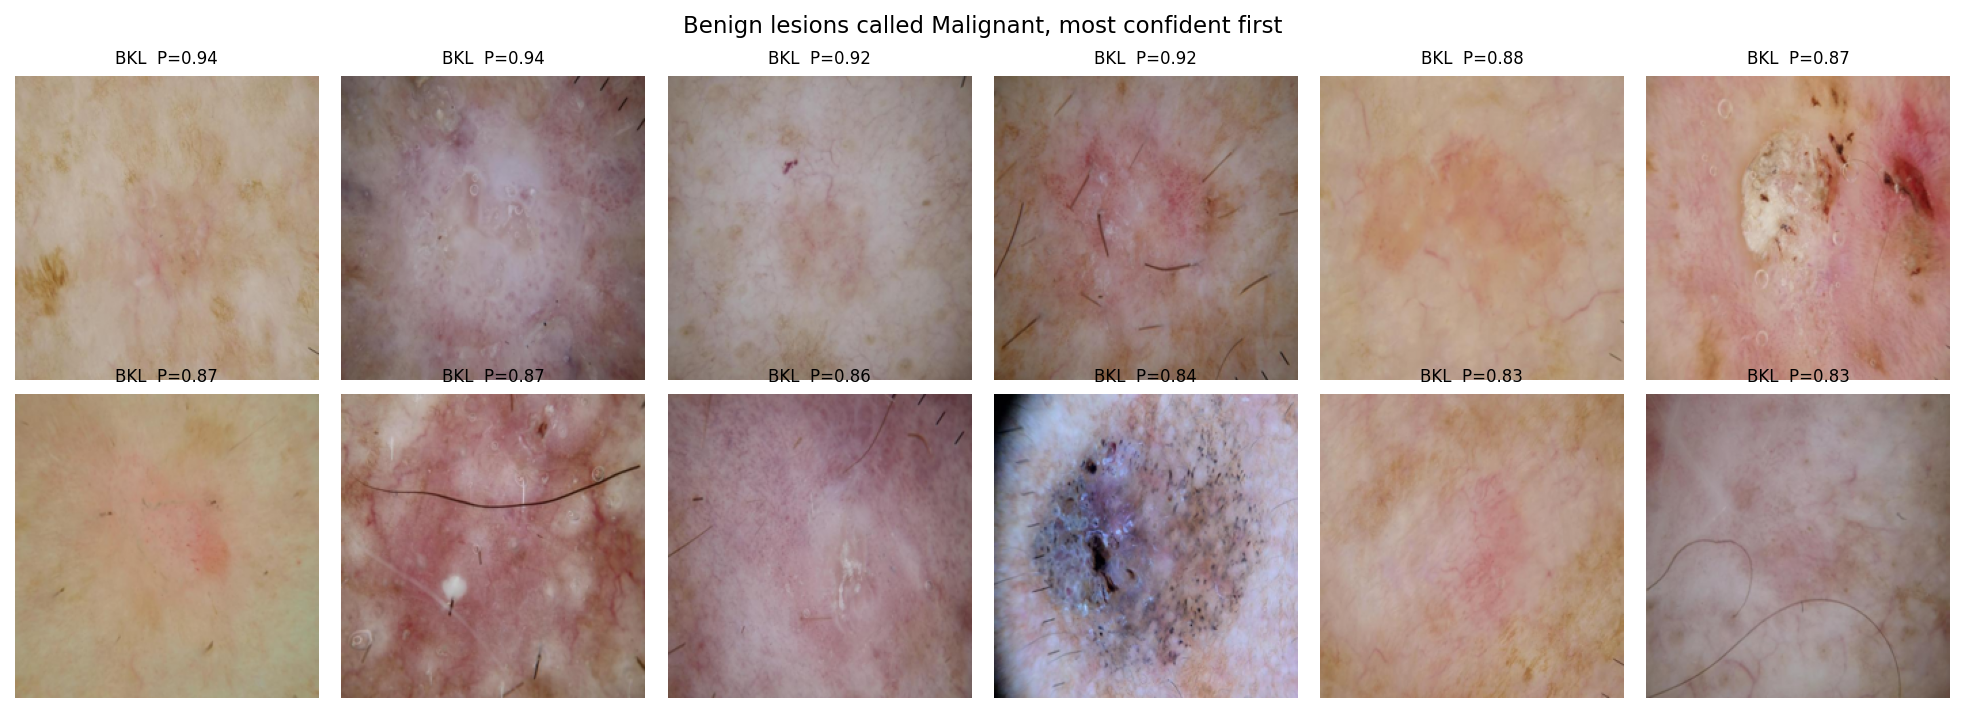 Benign lesions called Malignant, most confident first
BKL P=0.94
BKL P=0.94
BKL P=0.92
BKL P=0.92
BKL P=0.88
BKL P=0.87
BKL P=0.87
BKL P=0.87
BKL P=0.86
BKL P=0.84
BKL P=0.83
BKL P=0.83